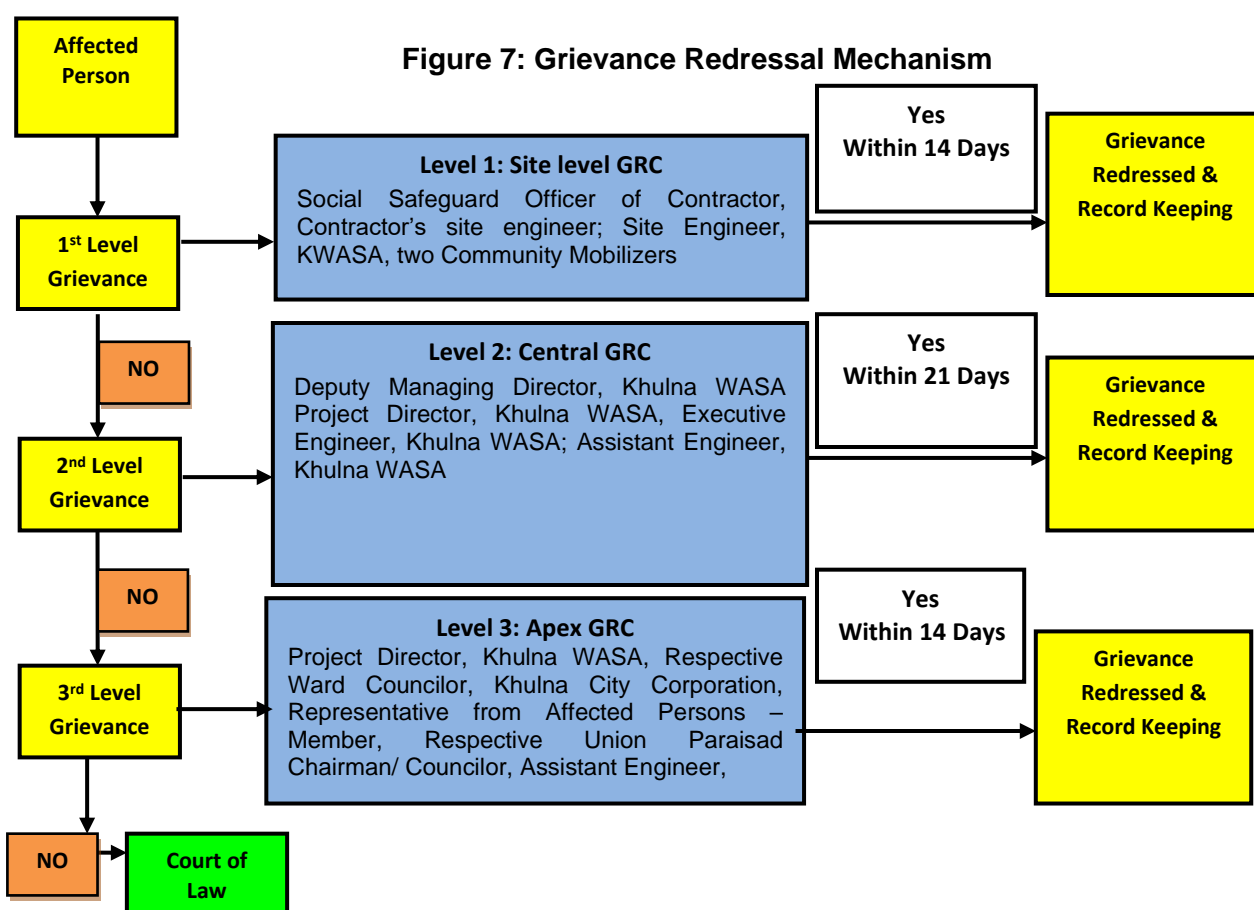 Affected
Person
Figure 7: Grievance Redressal Mechanism
Yes
Within 14 Days
Grievance
Redressed &
Record Keeping
Level 1: Site level GRC
Social Safeguard Officer of Contractor,
Contractor’s site engineer; Site Engineer,
KWASA, two Community Mobilizers
1st Level
Grievance
NO
Level 2: Central GRC
Deputy Managing Director, Khulna WASA
Project Director, Khulna WASA, Executive
Engineer, Khulna WASA; Assistant Engineer,
Khulna WASA
Yes
Within 21 Days
Grievance
Redressed &
Record Keeping
2nd Level
Grievance
NO
Level 3: Apex GRC
Project Director, Khulna WASA, Respective
Ward Councilor, Khulna City Corporation,
Representative from Affected Persons –
Member, Respective Union Paraisad
Chairman/ Councilor, Assistant Engineer,
Yes
Within 14 Days
Grievance
Redressed &
Record Keeping
3rd Level
Grievance
NO
Court of
Law